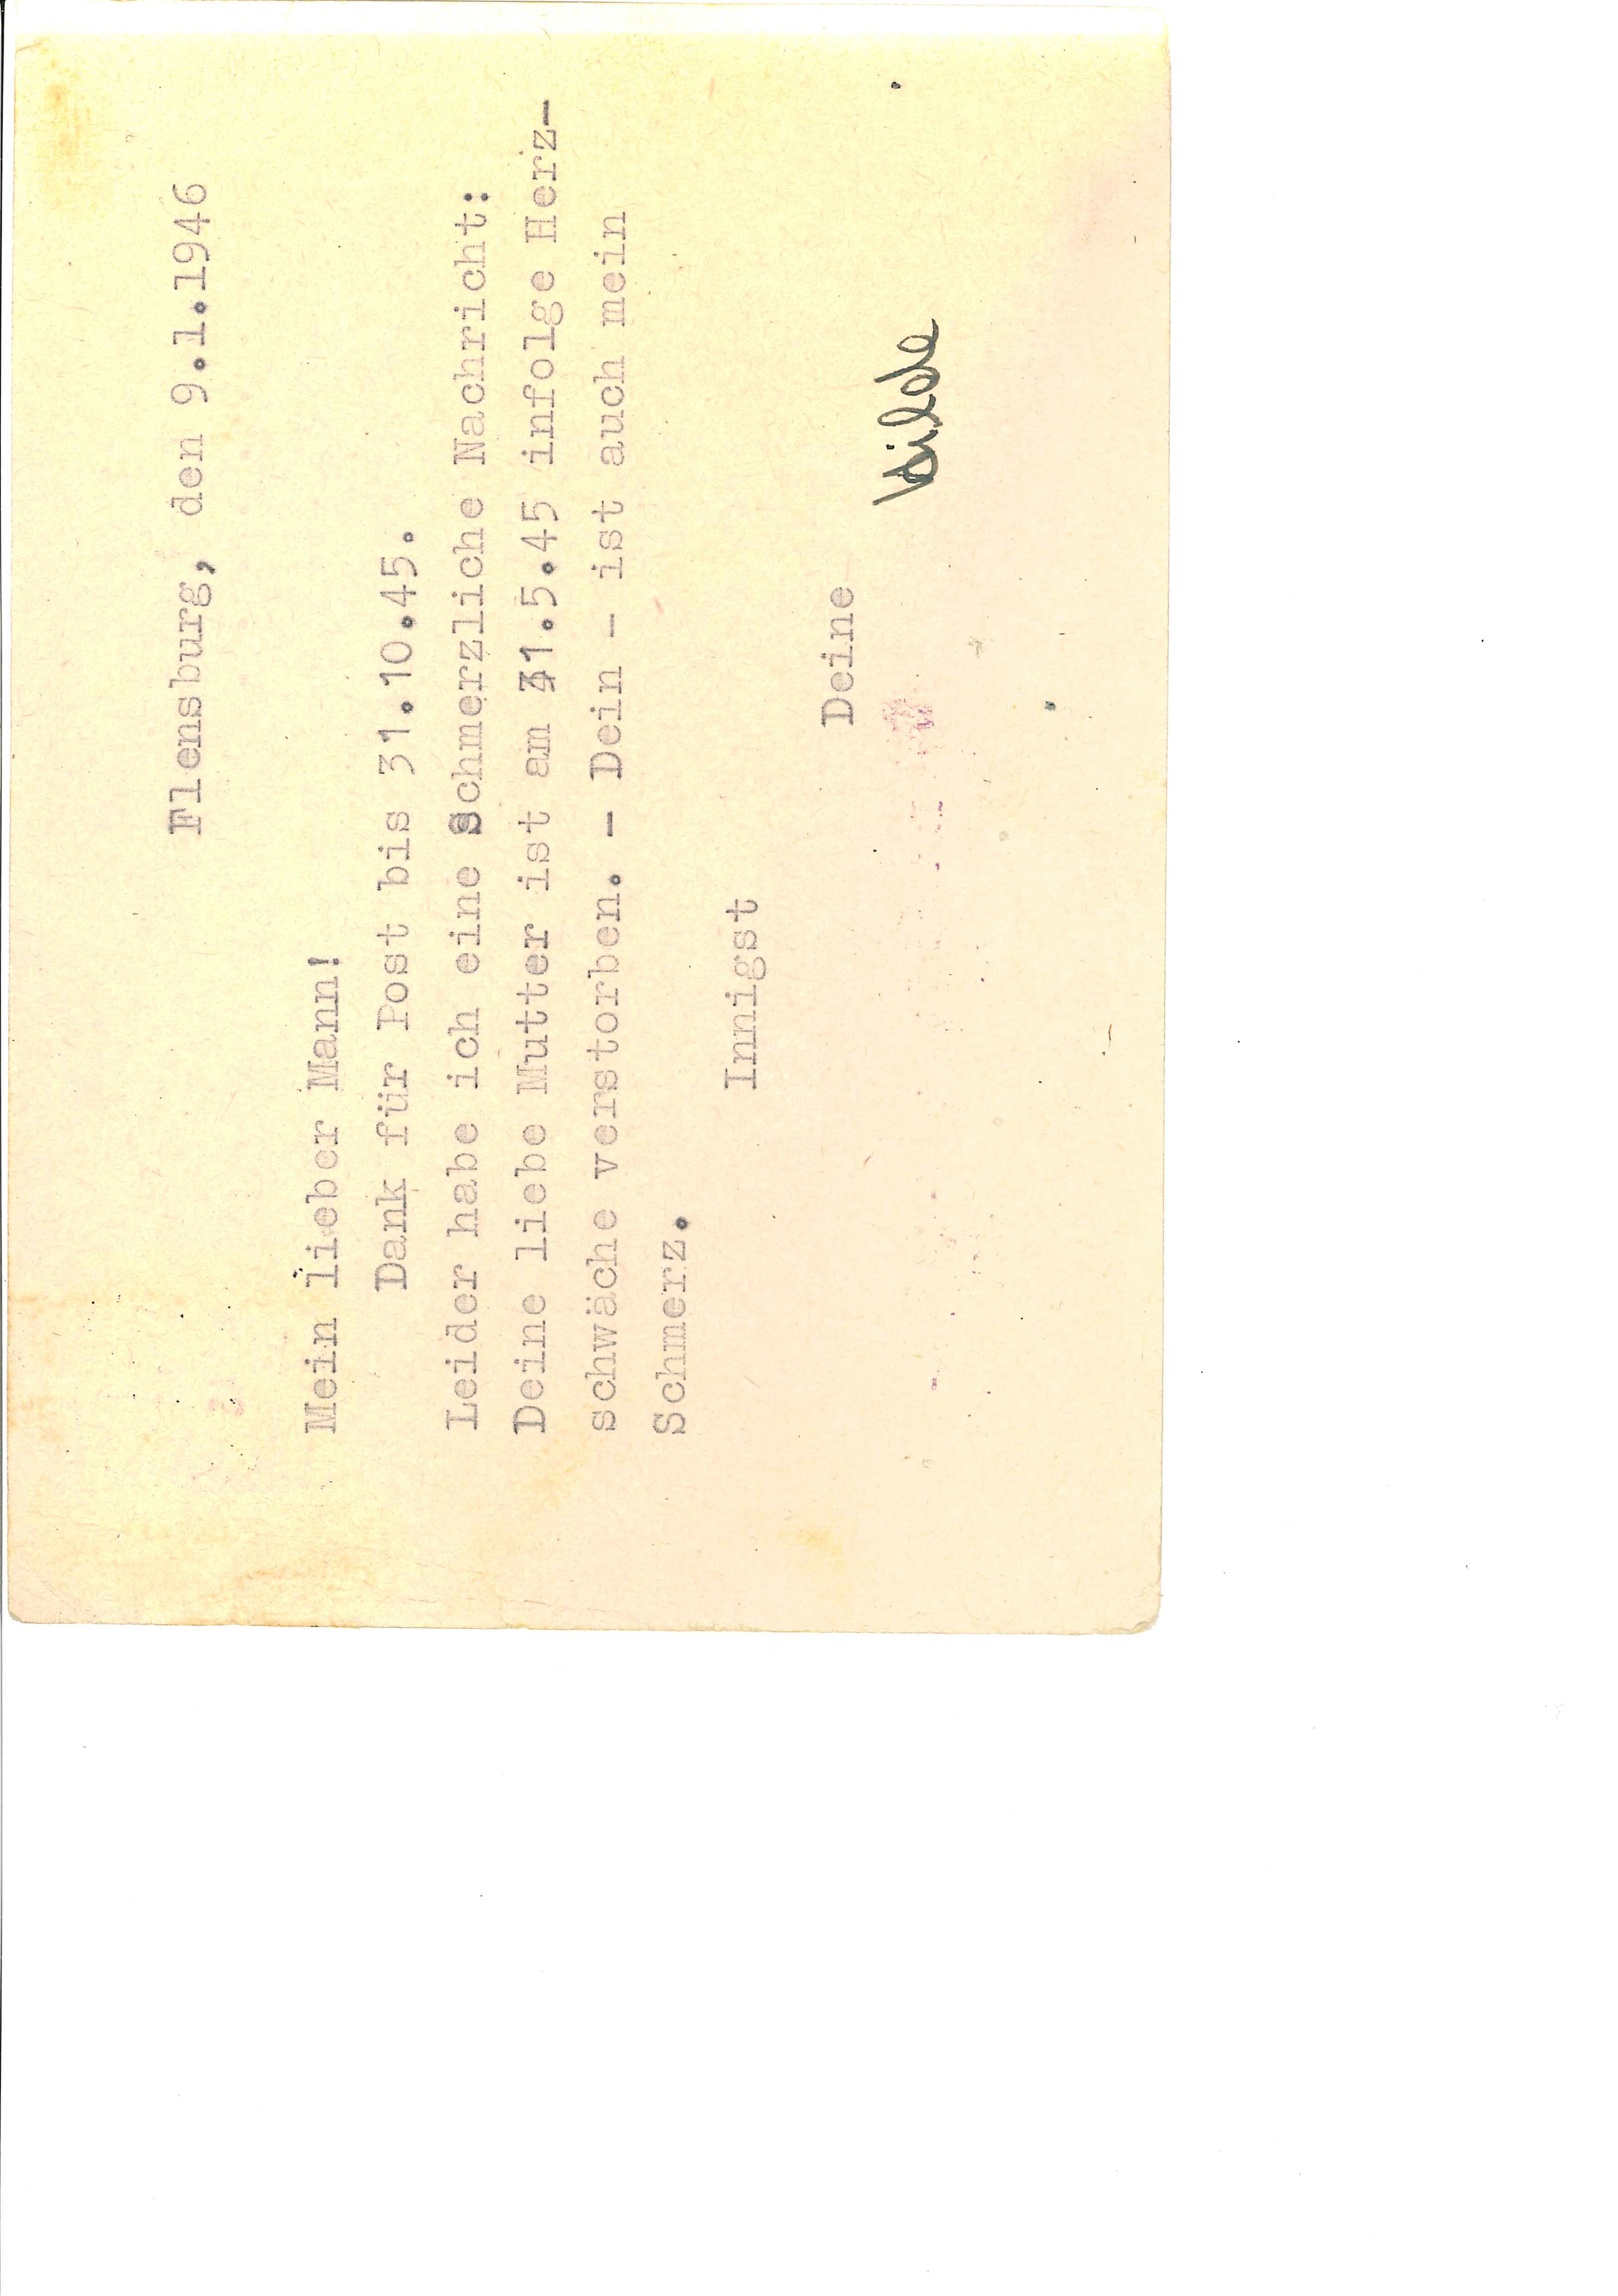 Flensburg, den 9.1.1946
Mein lieber Mann!
Dank für Post bis 31.10.45.
Leider habe ich eine Schmerzliche Nachricht:
Deine liebe Mutter ist am 31.5.45 infolge Herz-
schwäche verstorben. - Dein - ist auch mein
Schmerz.
Innigst
Deine
Hilde